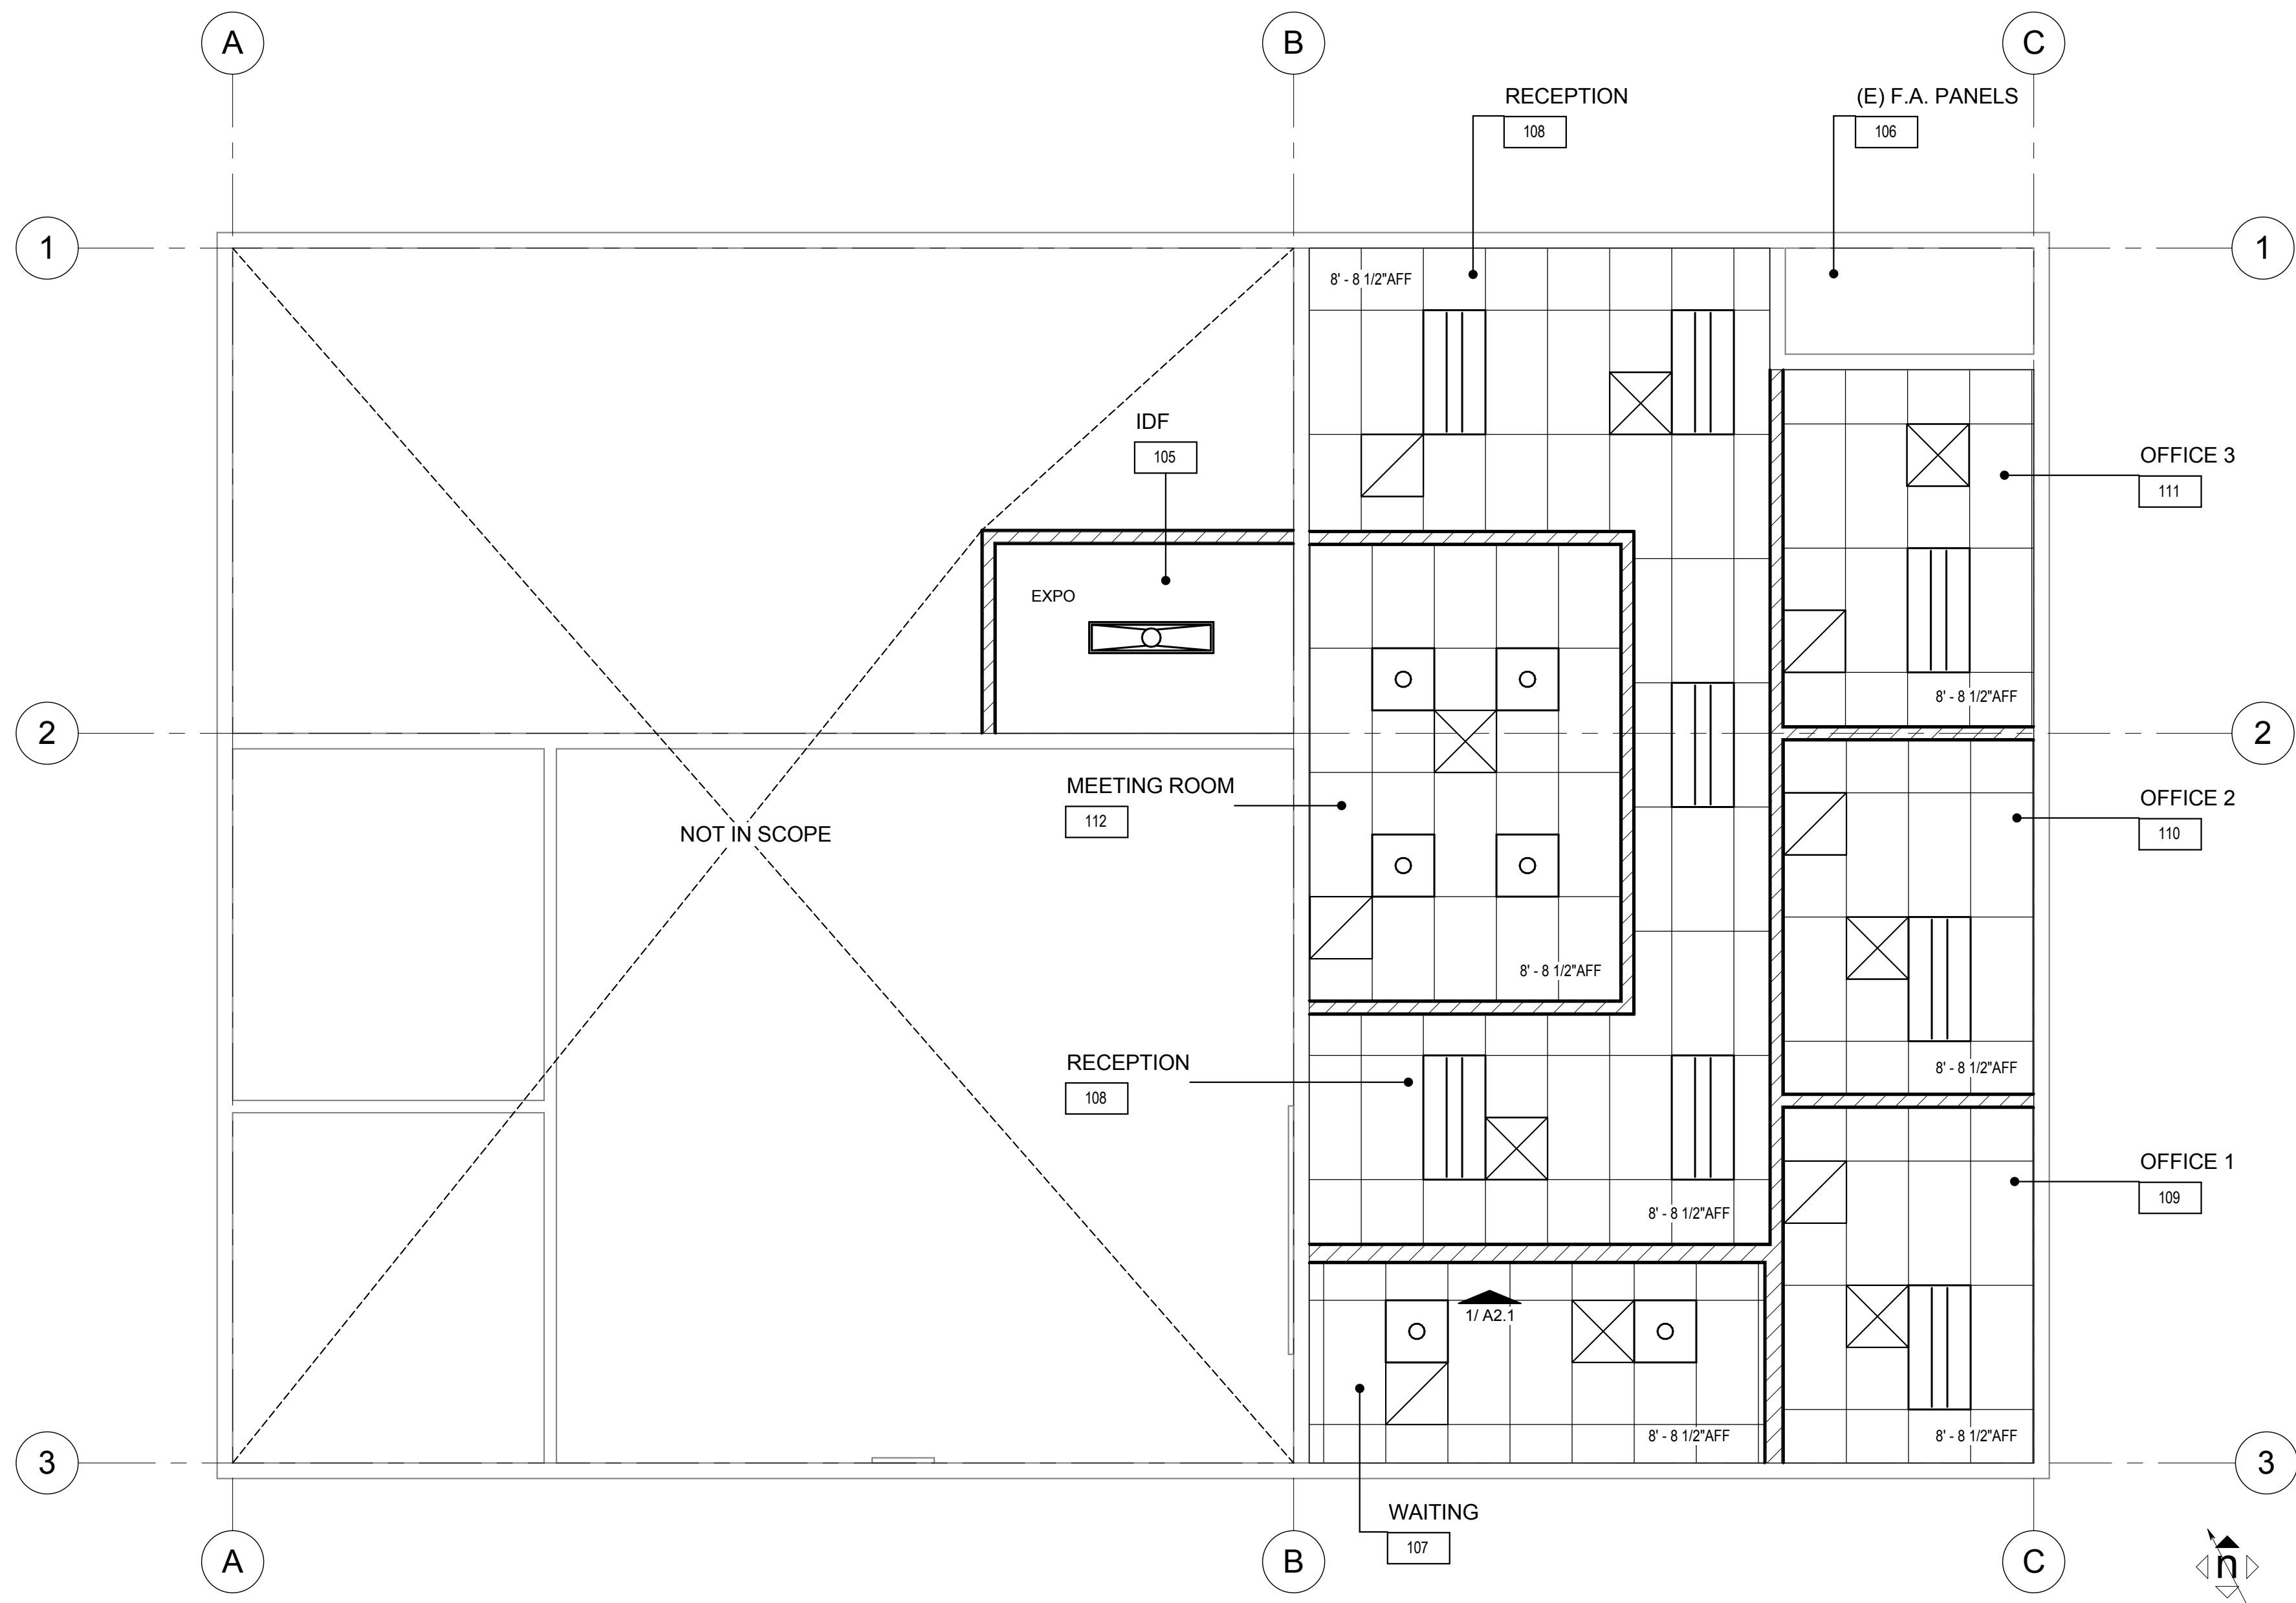 A
B
C
RECEPTION
108
(E) F.A. PANELS
106
1
1
8' - 8 1/2"AFF
IDF
105
OFFICE 3
111
EXPO
8' - 8 1/2"AFF
2
2
MEETING ROOM
112
OFFICE 2
110
NOT IN SCOPE
8' - 8 1/2"AFF
RECEPTION
108
8' - 8 1/2"AFF
OFFICE 1
109
8' - 8 1/2"AFF
1/ A2.1
8' - 8 1/2"AFF
8' - 8 1/2"AFF
3
3
WAITING
107
A
B
C
n